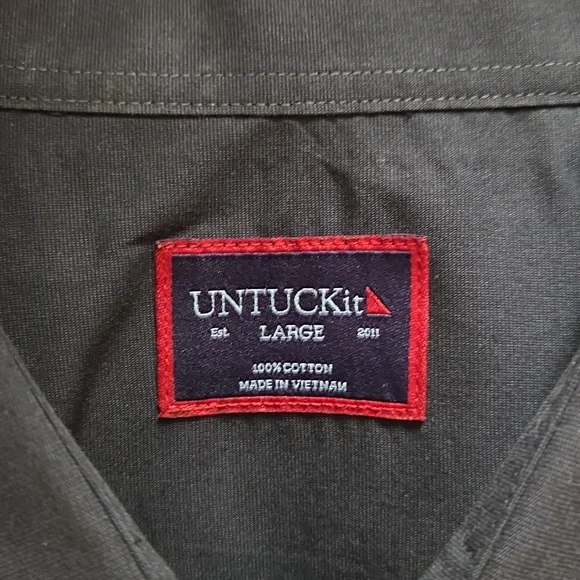 UNTUCKit
Est. LARGE 2011
100% COTTON
MADE IN VIETNAM